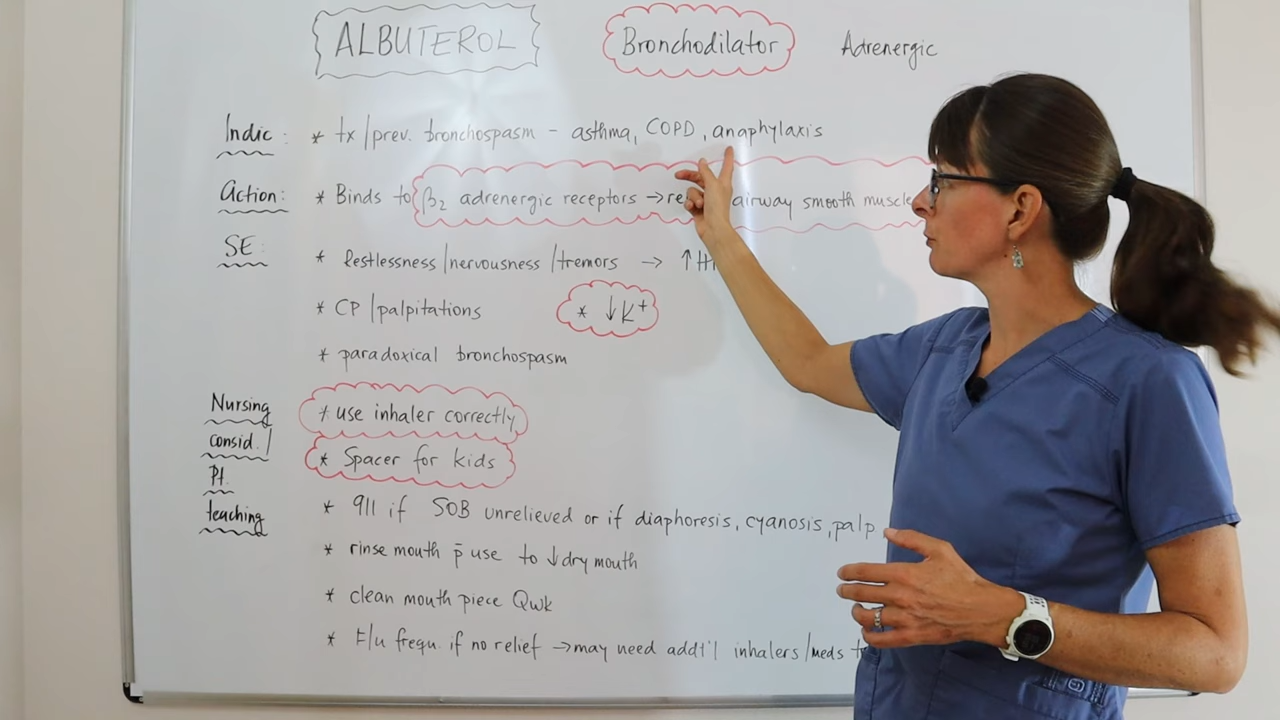 ALBUTEROL Bronchodilator Adrenergic
Indic: * tx/prev. bronchospasm - asthma, COPD, anaphylaxis
Action: * Binds to β2 adrenergic receptors → airway smooth muscle
SE: * Restlessness/nervousness/tremors → ↑
* CP/palpitations * ↓K+
* paradoxical bronchospasm
Nursing * use inhaler correctly
consid./ * Spacer for kids
Pt.
teaching * 911 if SOB unrelieved or if diaphoresis, cyanosis, palp
* rinse mouth p̄ use to ↓dry mouth
* clean mouth piece Qwk
* F/u frequ. if no relief → may need addt'l inhalers/meds